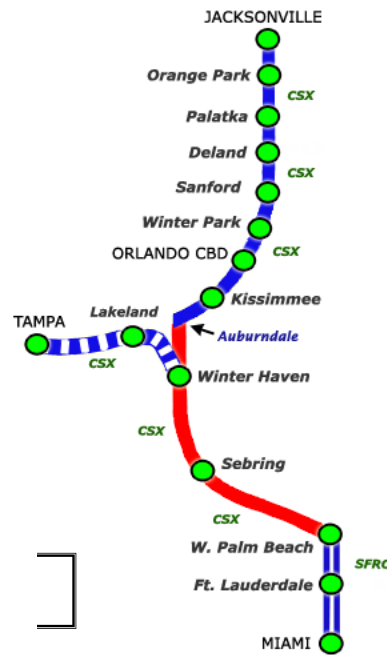 JACKSONVILLE
Orange Park
CSX
Palatka
Deland
CSX
Sanford
Winter Park
CSX
ORLANDO CBD
Kissimmee
Lakeland
TAMPA
Auburndale
CSX
Winter Haven
CSX
Sebring
CSX
W. Palm Beach
SFRC
Ft. Lauderdale
MIAMI